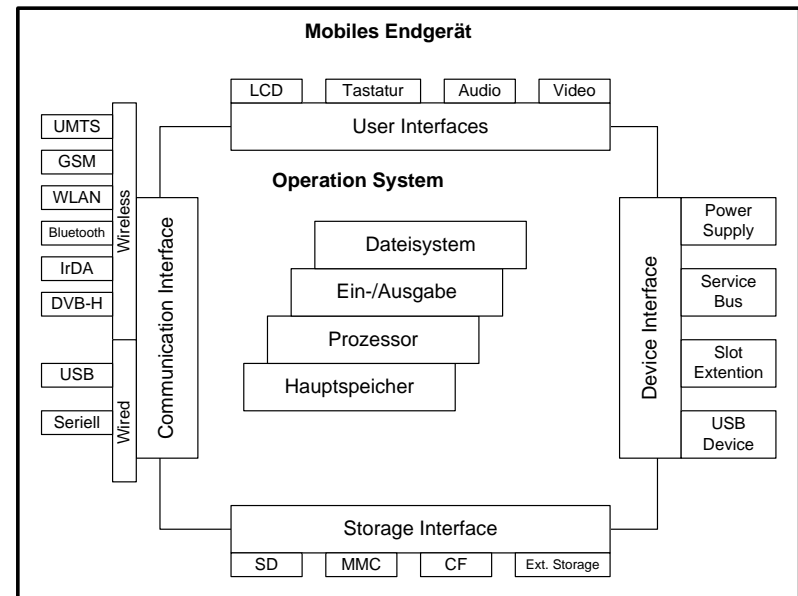 Mobiles Endgerät
LCD
Tastatur
Audio
Video
User Interfaces
UMTS
GSM
WLAN
Bluetooth
IrDA
DVB-H
Wireless
USB
Seriell
Wired
Communication Interface
Operation System
Dateisystem
Ein-/Ausgabe
Prozessor
Hauptspeicher
Device Interface
Power
Supply
Service
Bus
Slot
Extention
USB
Device
Storage Interface
SD
MMC
CF
Ext. Storage